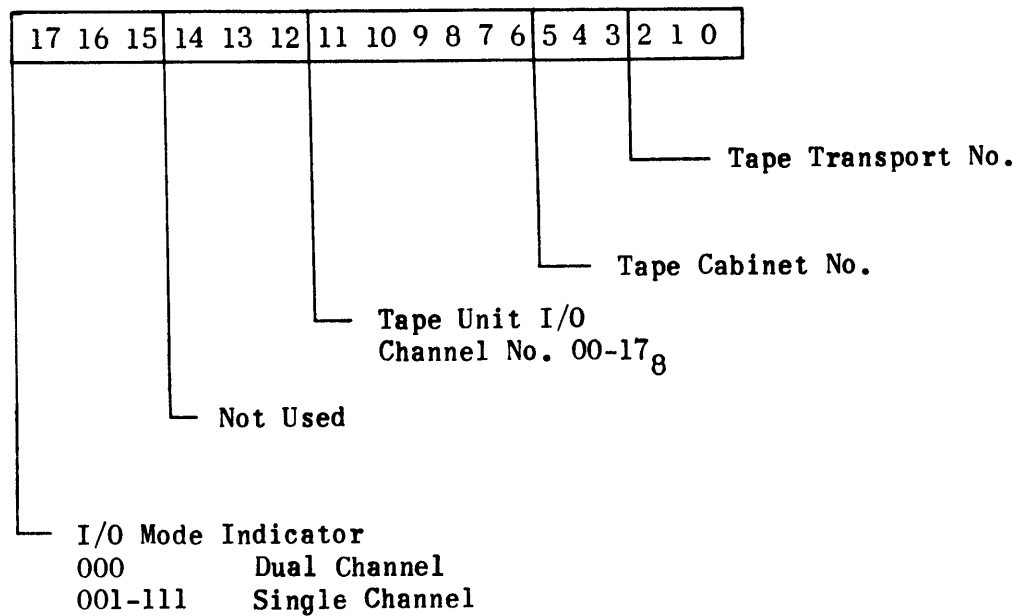 17 16 15 14 13 12 11 10 9 8 7 6 5 4 3 2 1 0
Tape Transport No.
Tape Cabinet No.
Tape Unit I/O
Channel No. 00-17₈
Not Used
I/O Mode Indicator
000 Dual Channel
001-111 Single Channel